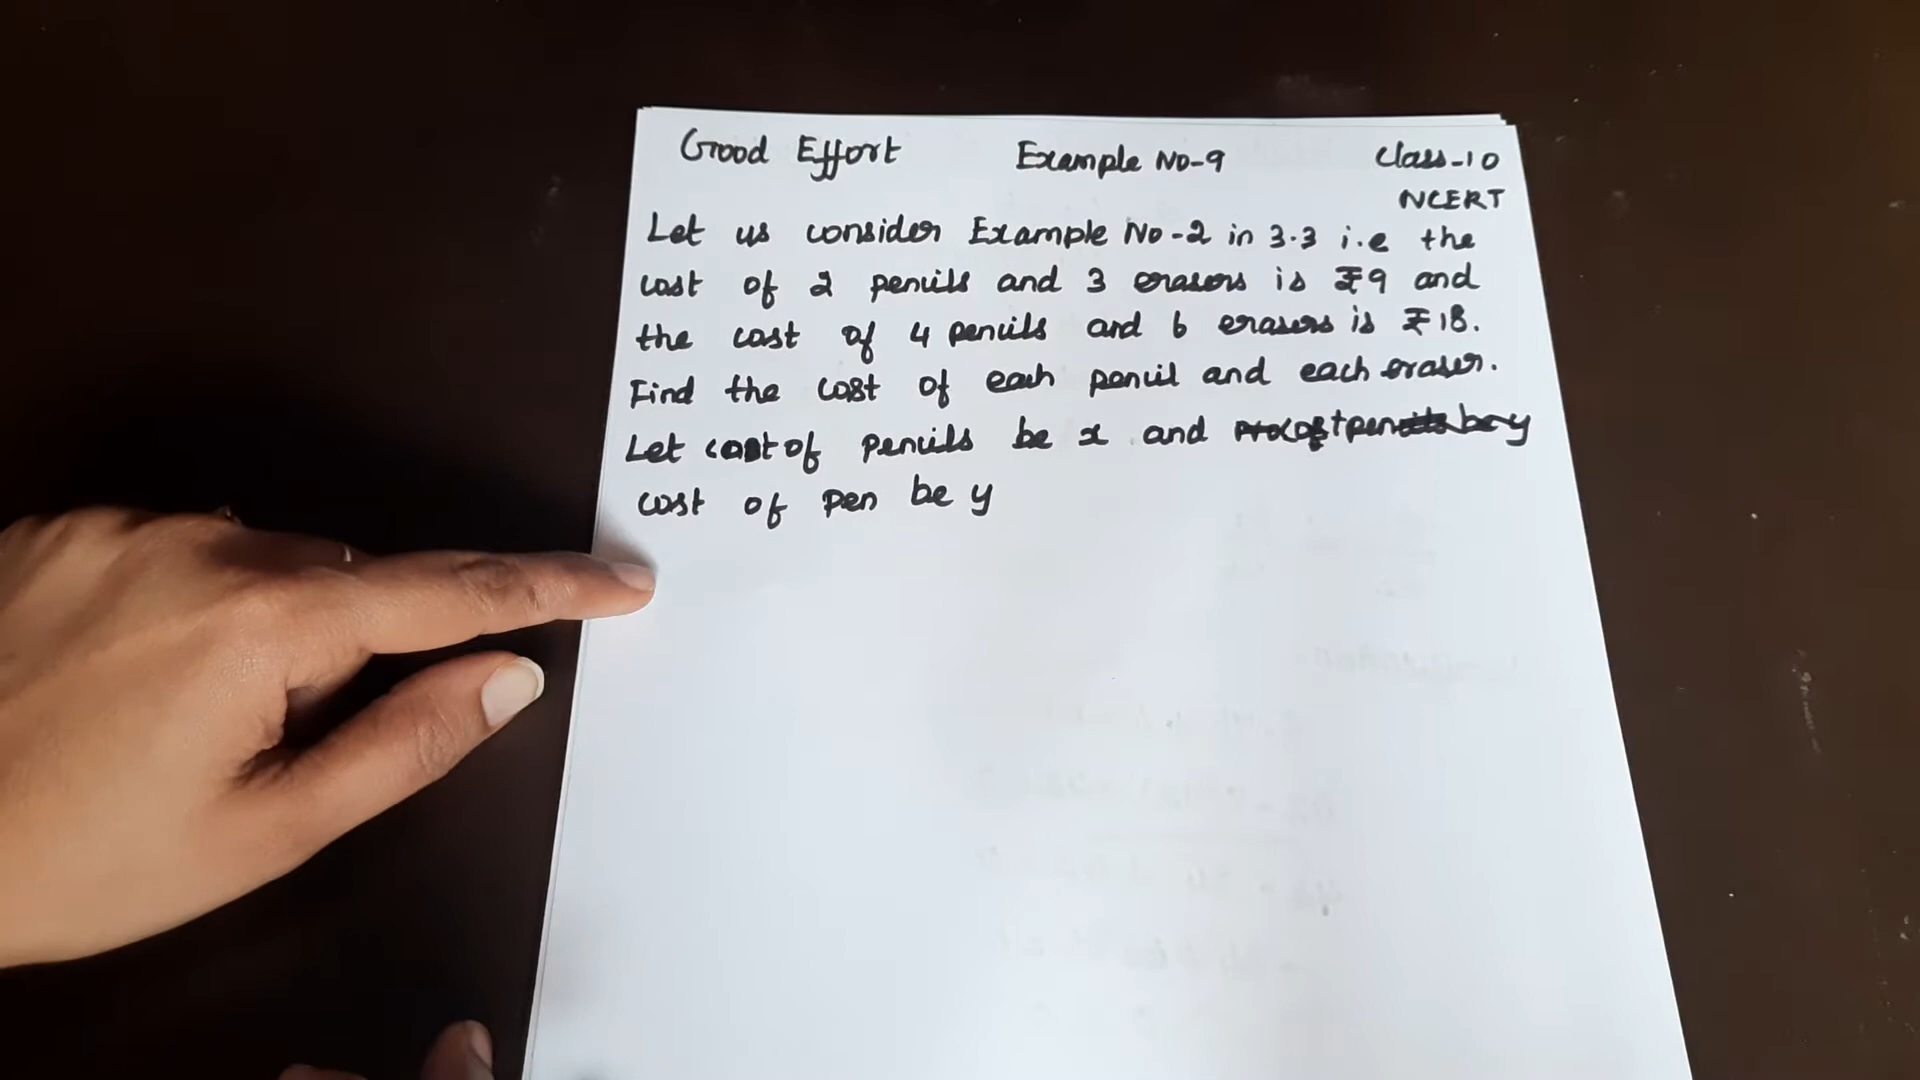 Good Effort Example No-9 Class-10
NCERT
Let us consider Example No-2 in 3.3 i.e the
cost of 2 pencils and 3 erasers is ₹9 and
the cost of 4 pencils and 6 erasers is ₹18.
Find the cost of each pencil and each eraser.
Let cost of pencils be x and
cost of Pen be y